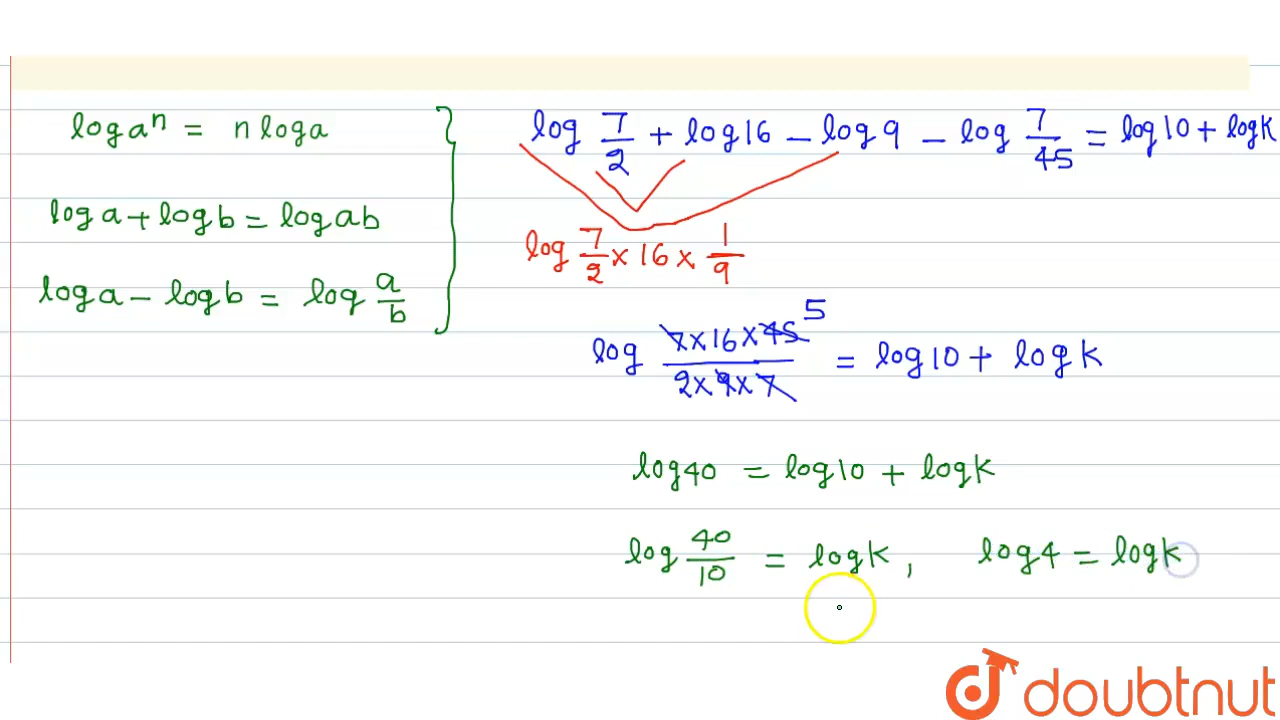 log aⁿ = n log a
log a + log b = log ab
log a − log b = log a/b
log 7/2 + log 16 − log 9 − log 7/45 = log 10 + log k
log 7/2 × 16 × 1/9
log 7×16×45 5 / 2×9×7 = log 10 + log k
log 40 = log 10 + log k
log 40/10 = log k , log 4 = log k
doubtnut